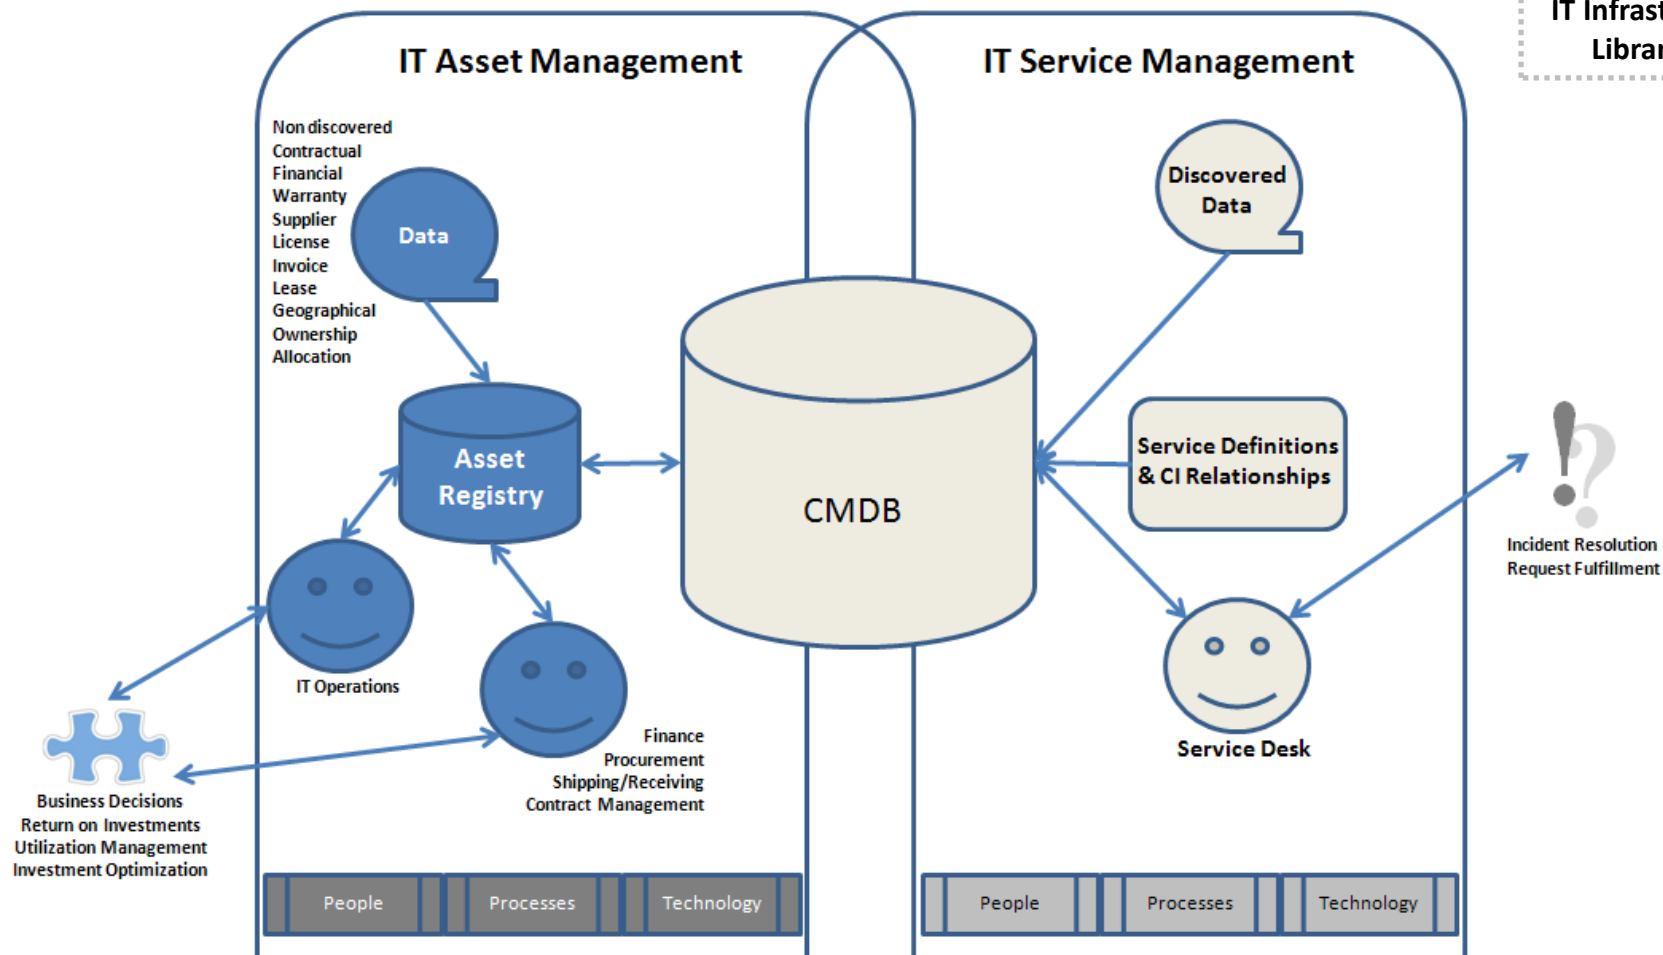 IT Asset Management
IT Service Management
IT
Non discovered
Contractual
Financial
Warranty
Supplier
License
Invoice
Lease
Geographical
Ownership
Allocation
Data
Discovered
Data
Asset
Registry
CMDB
Service Definitions
& CI Relationships
Incident Resolution
Request Fulfillment
IT Operations
Finance
Procurement
Shipping/Receiving
Contract Management
Service Desk
Business Decisions
Return on Investments
Utilization Management
Investment Optimization
People
Processes
Technology
People
Processes
Technology